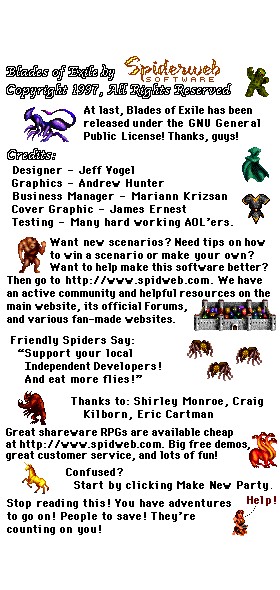 Blades of Exile by Spiderweb
SOFTWARE
Copyright 1997, All Rights Reserved
At last, Blades of Exile has been
released under the GNU General
Public License! Thanks, guys!
Credits:
Designer - Jeff Vogel
Graphics - Andrew Hunter
Business Manager - Mariann Krizsan
Cover Graphic - James Ernest
Testing - Many hard working AOL'ers.
Want new scenarios? Need tips on how
to win a scenario or make your own?
Want to help make this software better?
Then go to http://www.spidweb.com. We have
an active community and helpful resources on the
main website, its official Forums,
and various fan-made websites.
Friendly Spiders Say:
"Support your local
Independent Developers!
And eat more flies!"
Thanks to: Shirley Monroe, Craig
Kilborn, Eric Cartman
Great shareware RPGs are available cheap
at http://www.spidweb.com. Big free demos,
great customer service, and lots of fun!
Confused?
Start by clicking Make New Party.
Stop reading this! You have adventures
to go on! People to save! They're
counting on you!
Help!